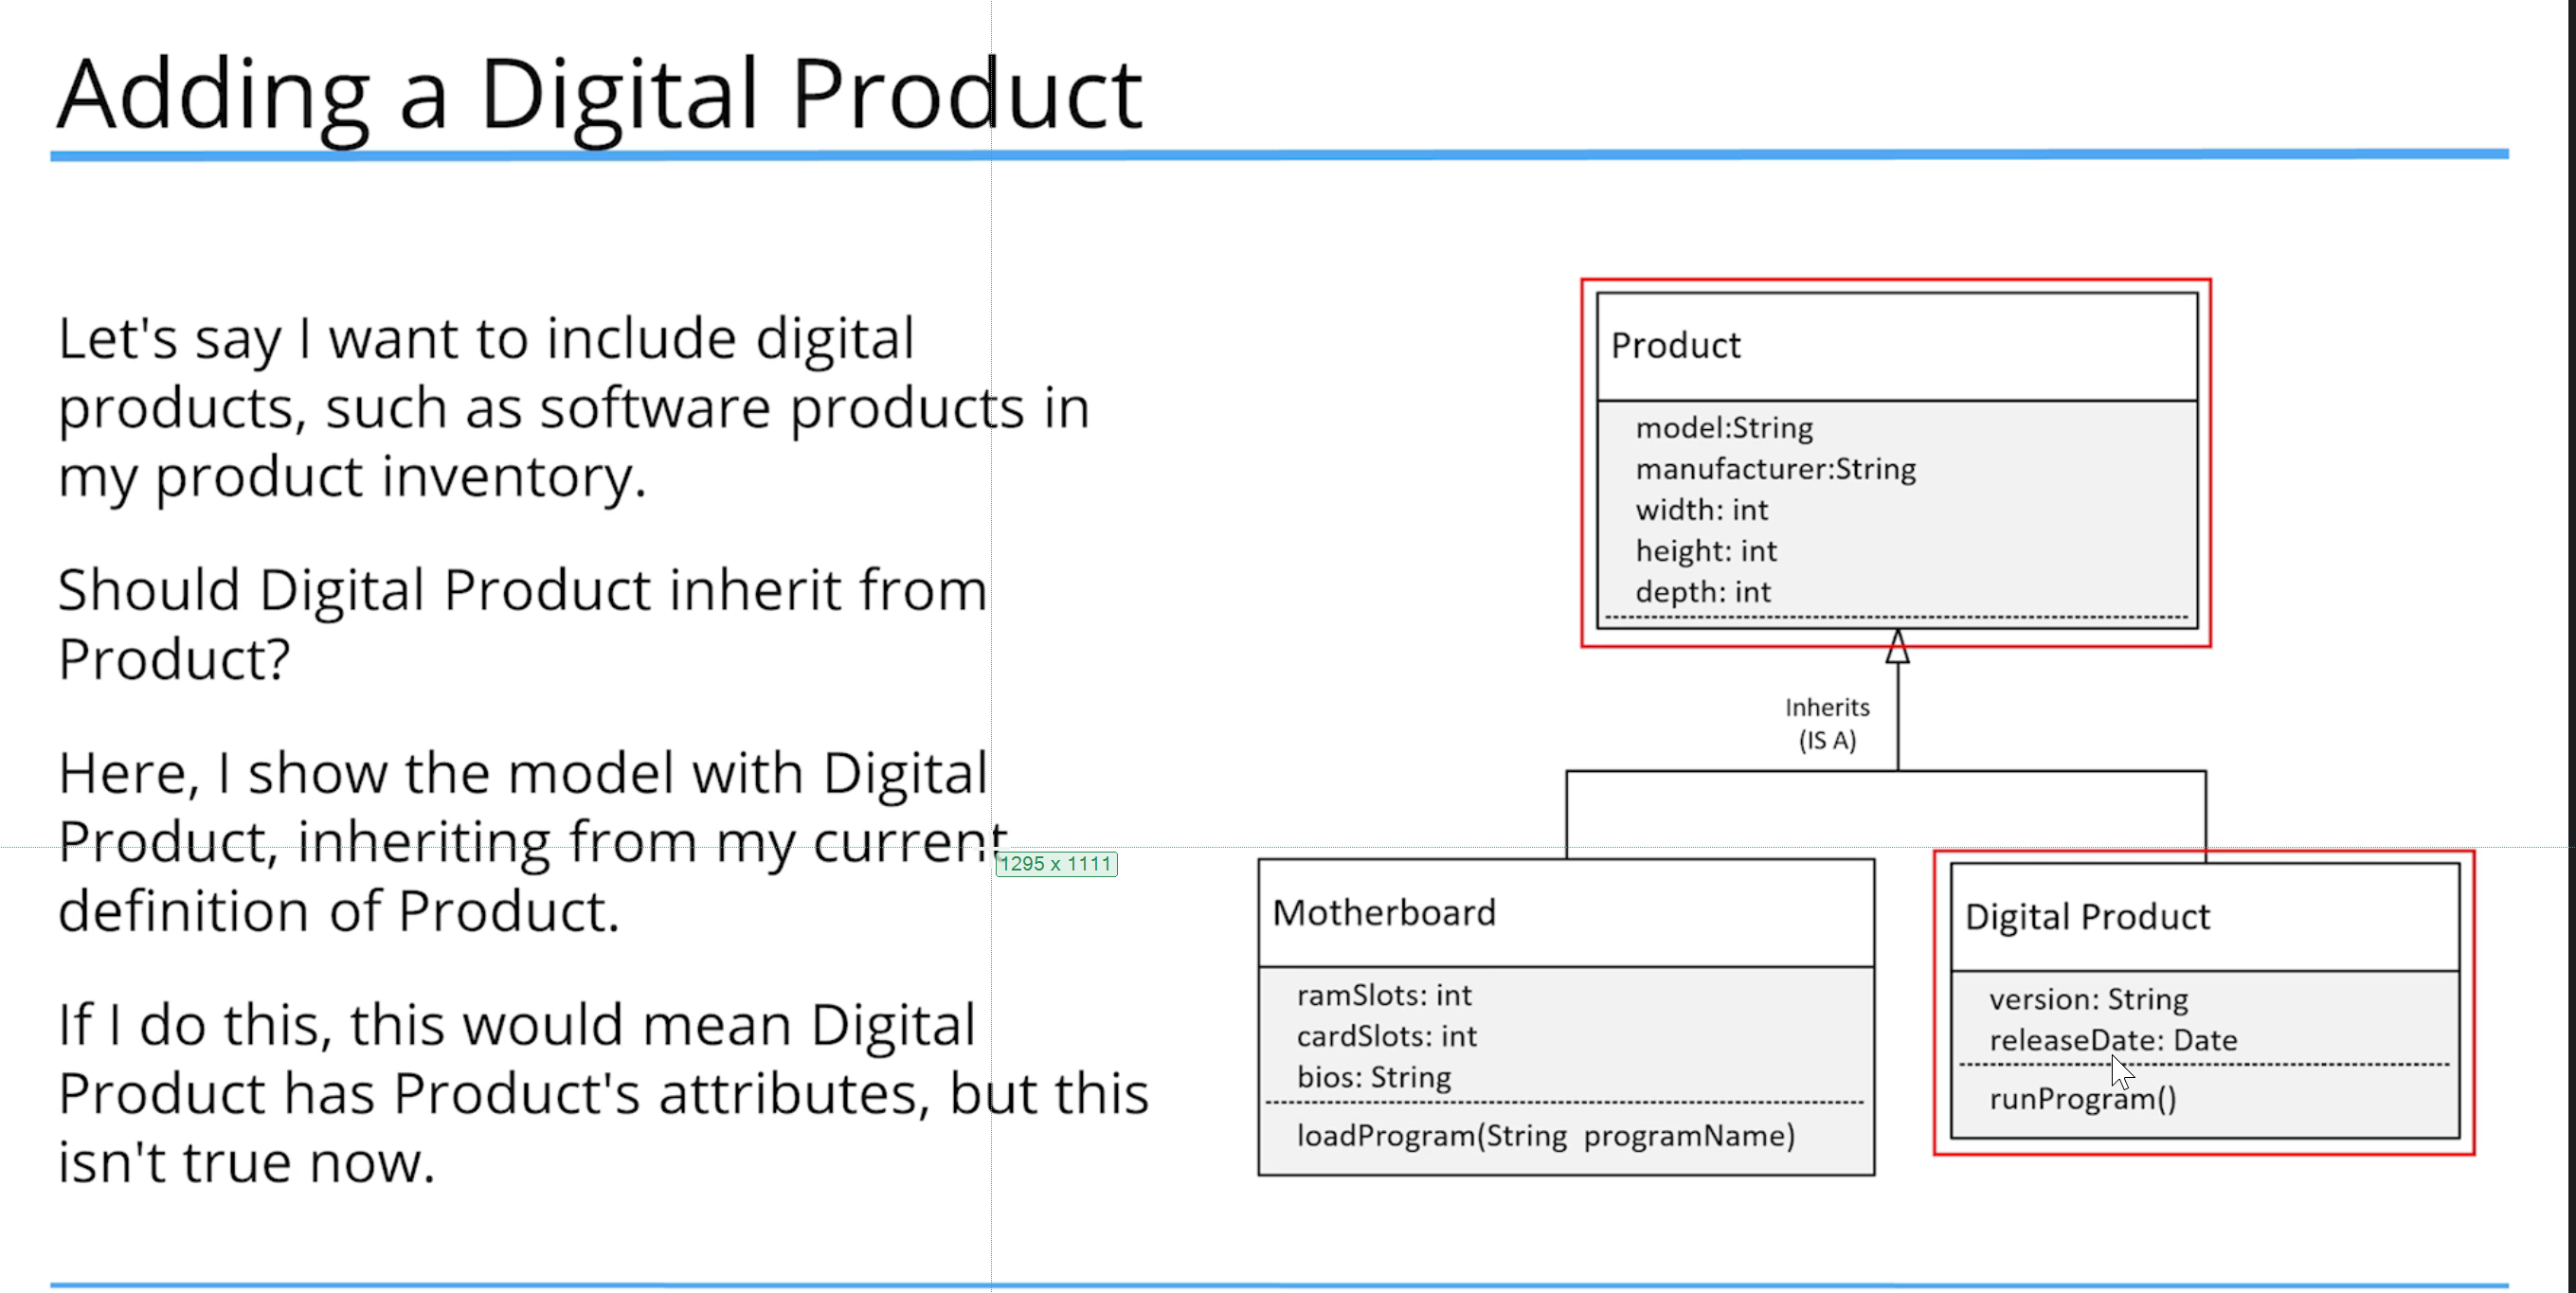 Adding a Digital Product
Let's say I want to include digital
products, such as software products in
my product inventory.
Should Digital Product inherit from
Product?
Here, I show the model with Digital
Product, inheriting from my current
definition of Product.
If I do this, this would mean Digital
Product has Product's attributes, but this
isn't true now.
1295 x 1111
Product
model:String
manufacturer:String
width: int
height: int
depth: int
Inherits
(IS A)
Motherboard
ramSlots: int
cardSlots: int
bios: String
loadProgram(String programName)
Digital Product
version: String
releaseDate: Date
runProgram()